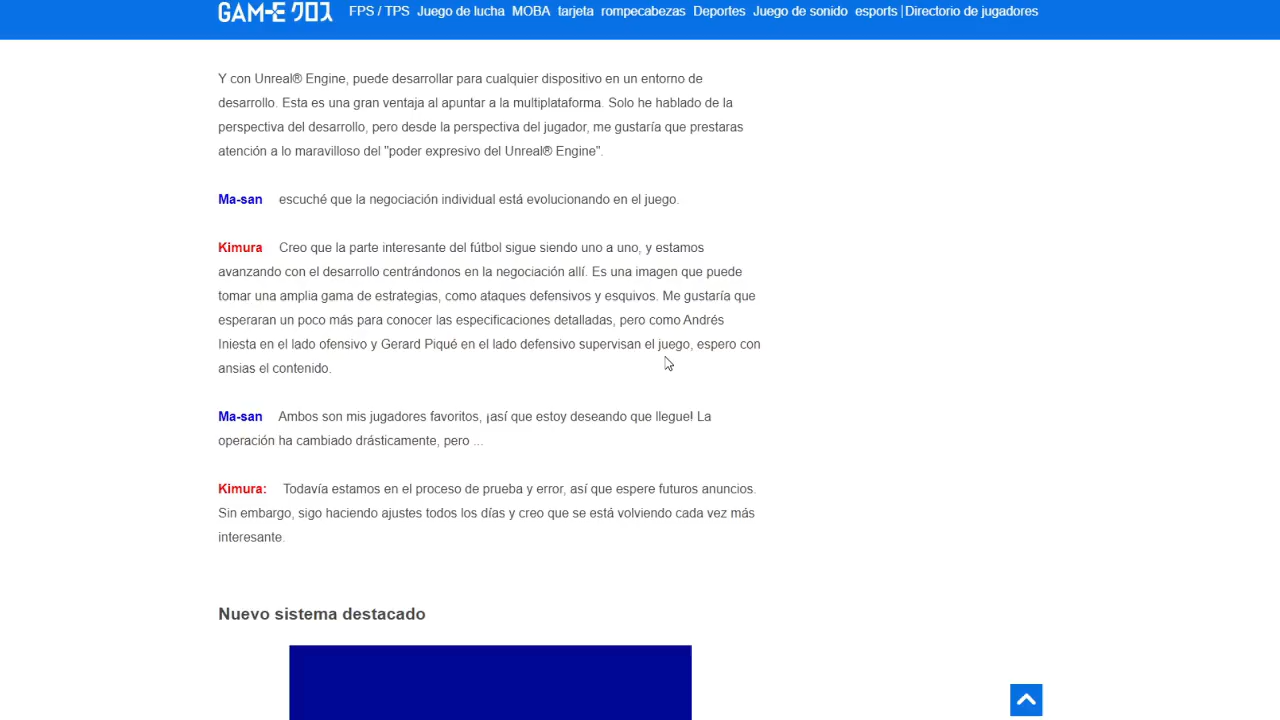 GAM-E クロス FPS / TPS Juego de lucha MOBA tarjeta rompecabezas Deportes Juego de sonido esports | Directorio de jugadores
Y con Unreal® Engine, puede desarrollar para cualquier dispositivo en un entorno de
desarrollo. Esta es una gran ventaja al apuntar a la multiplataforma. Solo he hablado de la
perspectiva del desarrollo, pero desde la perspectiva del jugador, me gustaría que prestaras
atención a lo maravilloso del "poder expresivo del Unreal® Engine".
Ma-san escuché que la negociación individual está evolucionando en el juego.
Kimura Creo que la parte interesante del fútbol sigue siendo uno a uno, y estamos
avanzando con el desarrollo centrándonos en la negociación allí. Es una imagen que puede
tomar una amplia gama de estrategias, como ataques defensivos y esquivos. Me gustaría que
esperaran un poco más para conocer las especificaciones detalladas, pero como Andrés
Iniesta en el lado ofensivo y Gerard Piqué en el lado defensivo supervisan el juego, espero con
ansias el contenido.
Ma-san Ambos son mis jugadores favoritos, ¡así que estoy deseando que llegue! La
operación ha cambiado drásticamente, pero ...
Kimura: Todavía estamos en el proceso de prueba y error, así que espere futuros anuncios.
Sin embargo, sigo haciendo ajustes todos los días y creo que se está volviendo cada vez más
interesante.
Nuevo sistema destacado